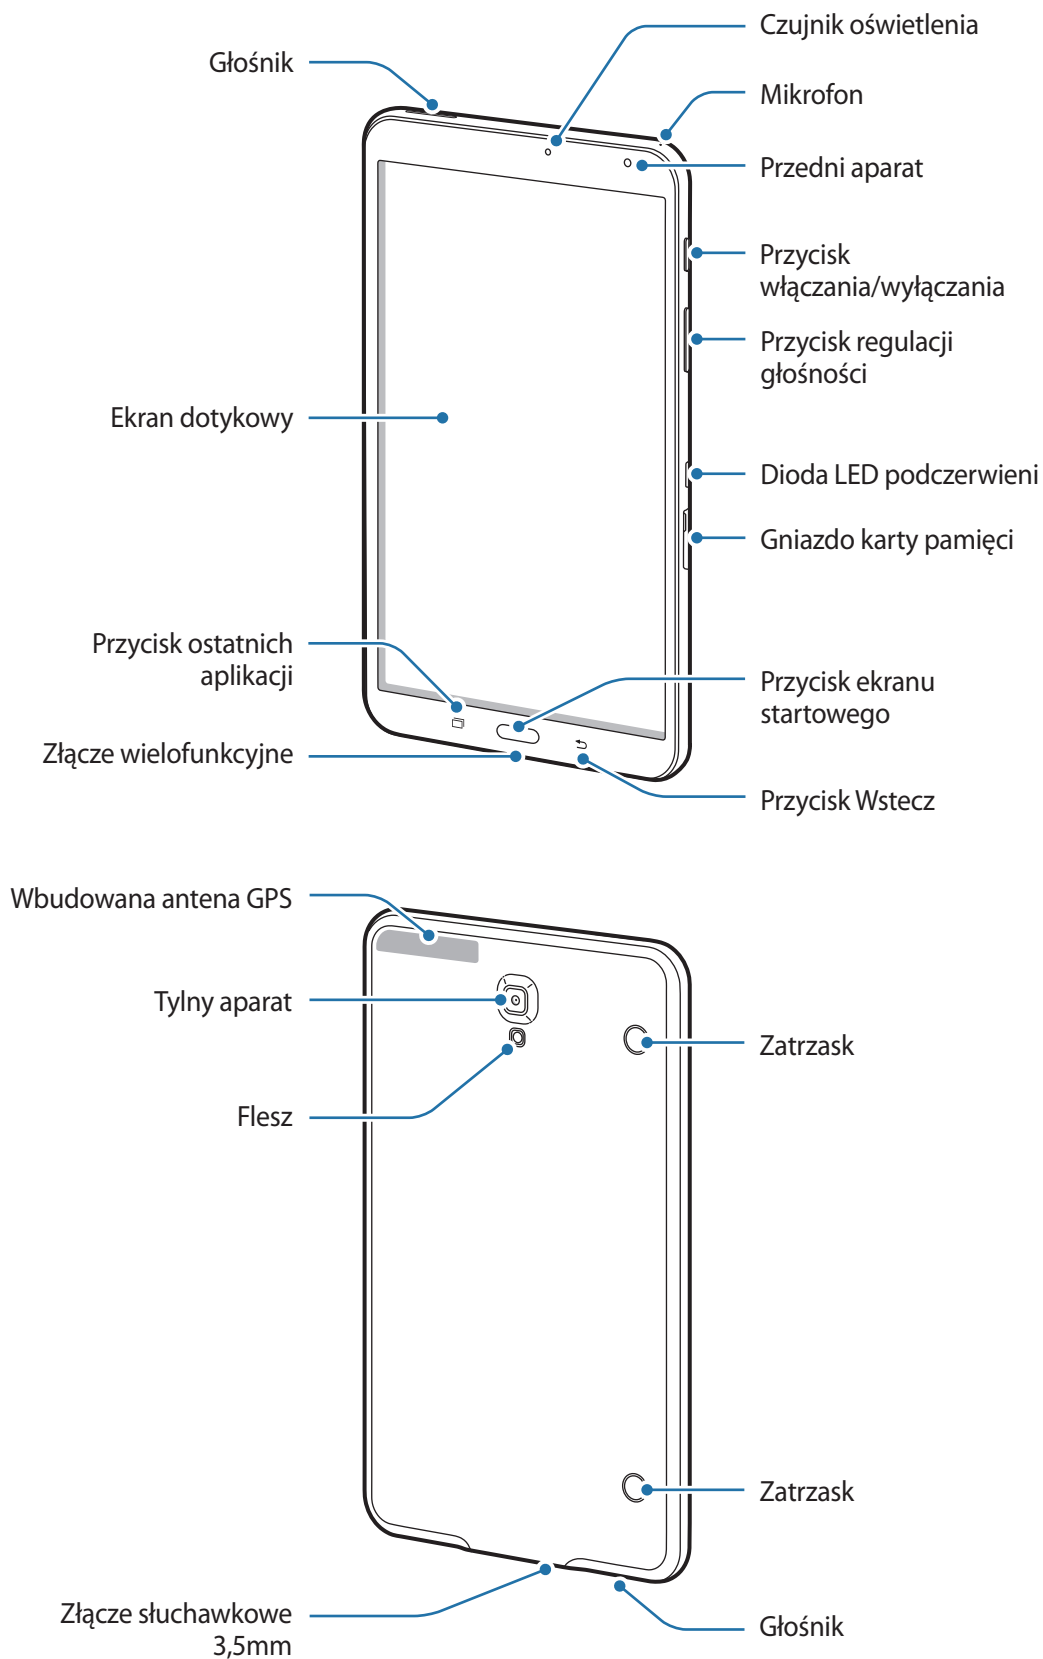 Czujnik oświetlenia
Głośnik
Mikrofon
Przedni aparat
Przycisk
włączania/wyłączania
Przycisk regulacji
głośności
Ekran dotykowy
Dioda LED podczerwieni
Gniazdo karty pamięci
Przycisk ostatnich
aplikacji
Przycisk ekranu
startowego
Złącze wielofunkcyjne
Przycisk Wstecz
Wbudowana antena GPS
Tylny aparat
Zatrzask
Flesz
Zatrzask
Złącze słuchawkowe
3,5mm
Głośnik